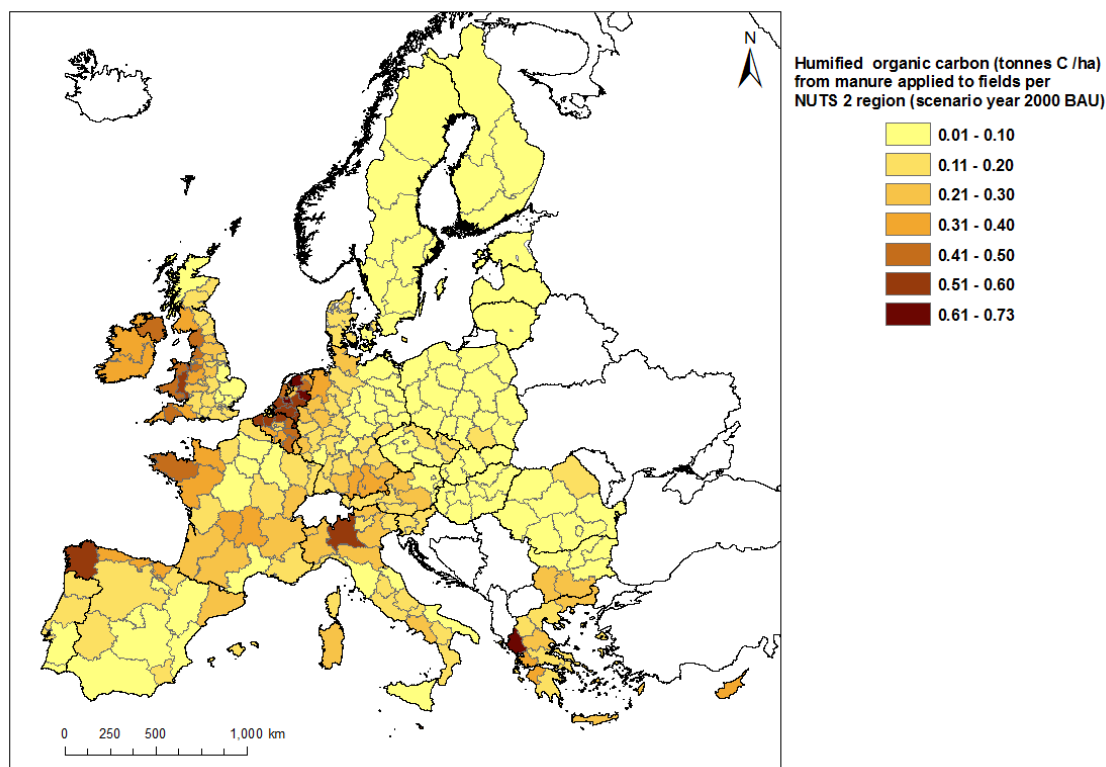 N
Humified organic carbon (tonnes C /ha)
from manure applied to fields per
NUTS 2 region (scenario year 2000 BAU)
0.01 - 0.10
0.11 - 0.20
0.21 - 0.30
0.31 - 0.40
0.41 - 0.50
0.51 - 0.60
0.61 - 0.73
0 250 500 1,000 km